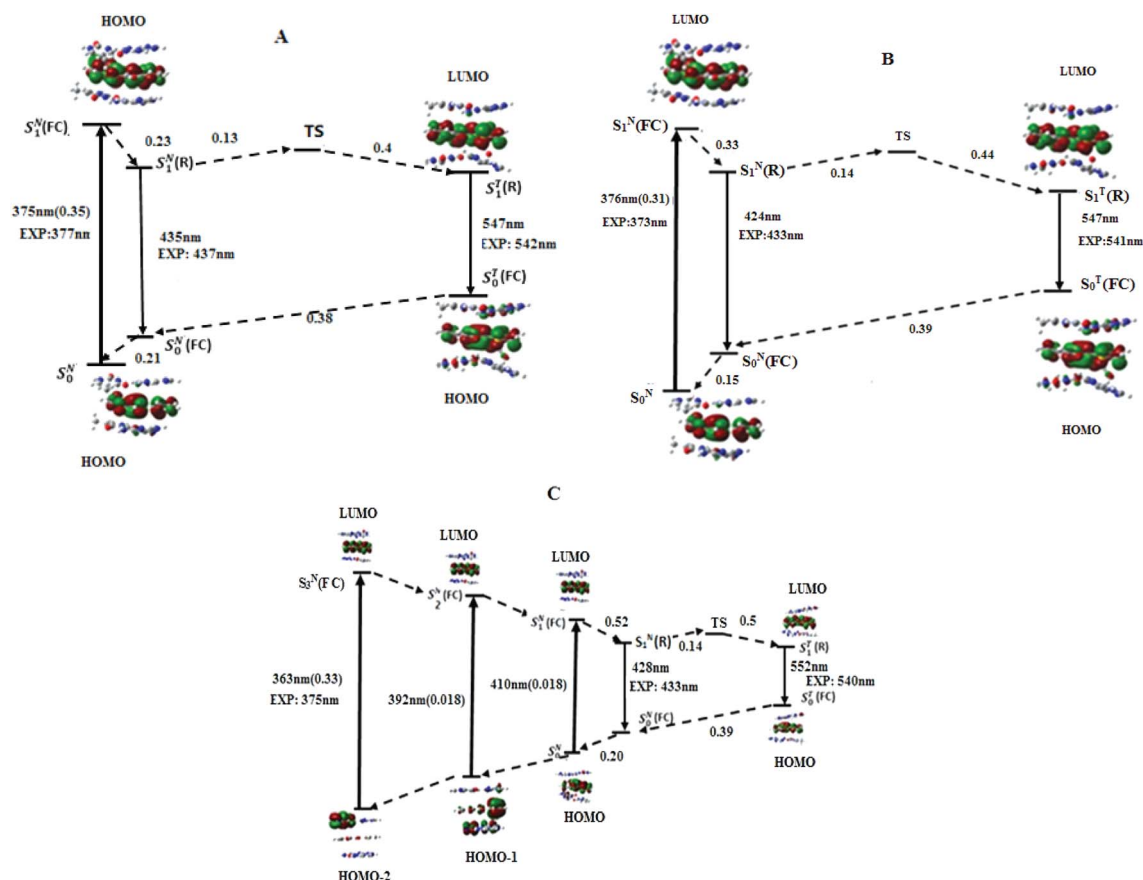 HOMO
A
S₁ᴺ(FC)
0.23
0.13
TS
0.4
LUMO
S₁ᴺ(R)
S₁ᵀ(R)
375nm(0.35)
EXP:377nm
435nm
EXP: 437nm
547nm
EXP: 542nm
S₀ᵀ(FC)
0.38
S₀ᴺ(FC)
0.21
S₀ᴺ
HOMO
HOMO
LUMO
B
LUMO
S₁ᴺ(FC)
0.33
TS
0.44
S₁ᴺ(R)
0.14
S₁ᵀ(R)
376nm(0.31)
EXP:373nm
424nm
EXP:433nm
547nm
EXP:541nm
S₀ᵀ(FC)
0.39
S₀ᴺ(FC)
0.15
S₀ᴺ
HOMO
HOMO
C
LUMO
LUMO
LUMO
LUMO
S₃ᴺ(FC)
S₂ᴺ(FC)
S₁ᴺ(FC)
0.52
TS
0.5
S₁ᴺ(R)
0.14
S₁ᵀ(R)
363nm(0.33)
EXP: 375nm
392nm(0.018)
410nm(0.018)
428nm
EXP: 433nm
552nm
EXP: 540nm
S₀ᵀ(FC)
S₀ᴺ(FC)
0.39
S₀ᴺ
0.20
HOMO
HOMO
HOMO-1
HOMO-2